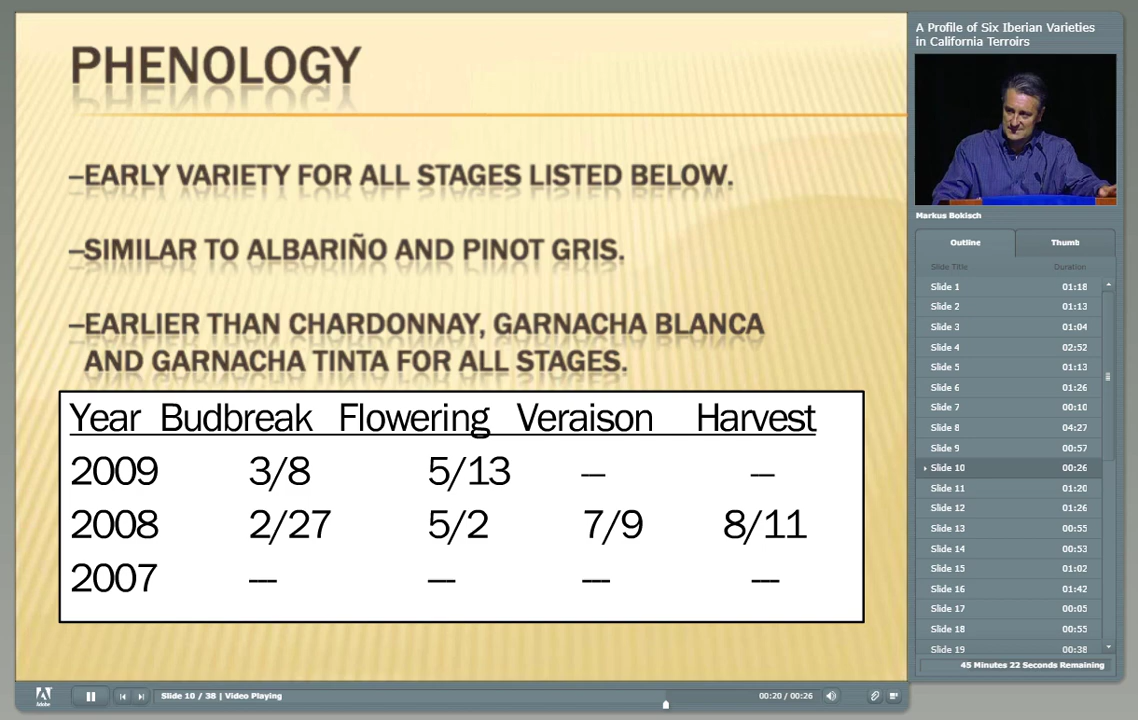 PHENOLOGY
–EARLY VARIETY FOR ALL STAGES LISTED BELOW.
–SIMILAR TO ALBARIÑO AND PINOT GRIS.
–EARLIER THAN CHARDONNAY, GARNACHA BLANCA
AND GARNACHA TINTA FOR ALL STAGES.
Year Budbreak Flowering Veraison Harvest
2009 3/8 5/13 --- ---
2008 2/27 5/2 7/9 8/11
2007 --- --- --- ---
A Profile of Six Iberian Varieties
in California Terroirs
Markus Bokisch
Outline Thumb
Slide Title Duration
Slide 1 01:18
Slide 2 01:13
Slide 3 01:04
Slide 4 02:52
Slide 5 01:13
Slide 6 01:26
Slide 7 00:10
Slide 8 04:27
Slide 9 00:57
Slide 10 00:26
Slide 11 01:20
Slide 12 01:26
Slide 13 00:55
Slide 14 00:53
Slide 15 01:02
Slide 16 01:42
Slide 17 00:05
Slide 18 00:55
Slide 19 00:38
45 Minutes 22 Seconds Remaining
Adobe
Slide 10 / 38 | Video Playing 00:20 / 00:26